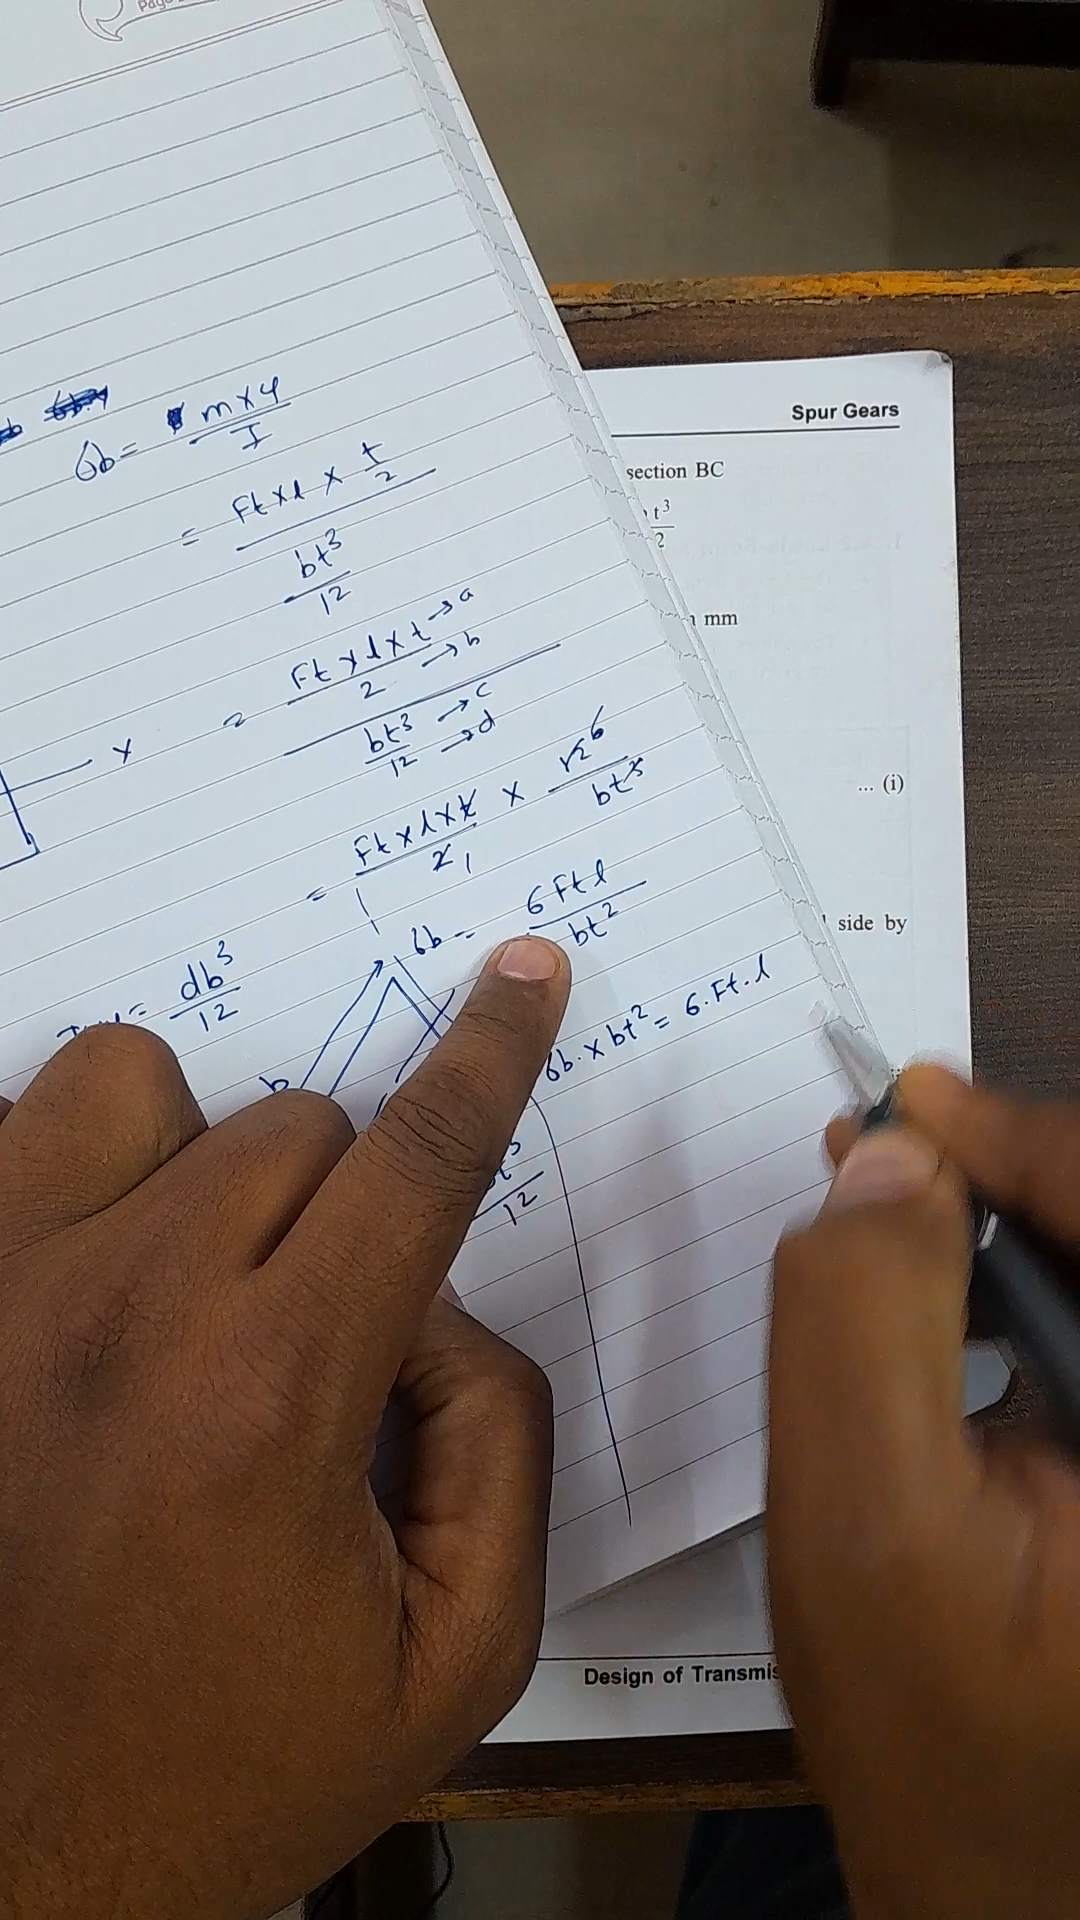 Page
Spur Gears
σb = m×y / I
section BC
= Ft×l × t/2 / bt³/12
t³/2
= Ft×l×t → a / 2 → b / bt³ → c / 12 → d
mm
x
= Ft×l×t / 2 1 × 12 6 / bt³
... (i)
σb = 6Ftl / bt²
side by
= db³/12
σb × bt² = 6.Ft.l
b
12
Design of Transmis